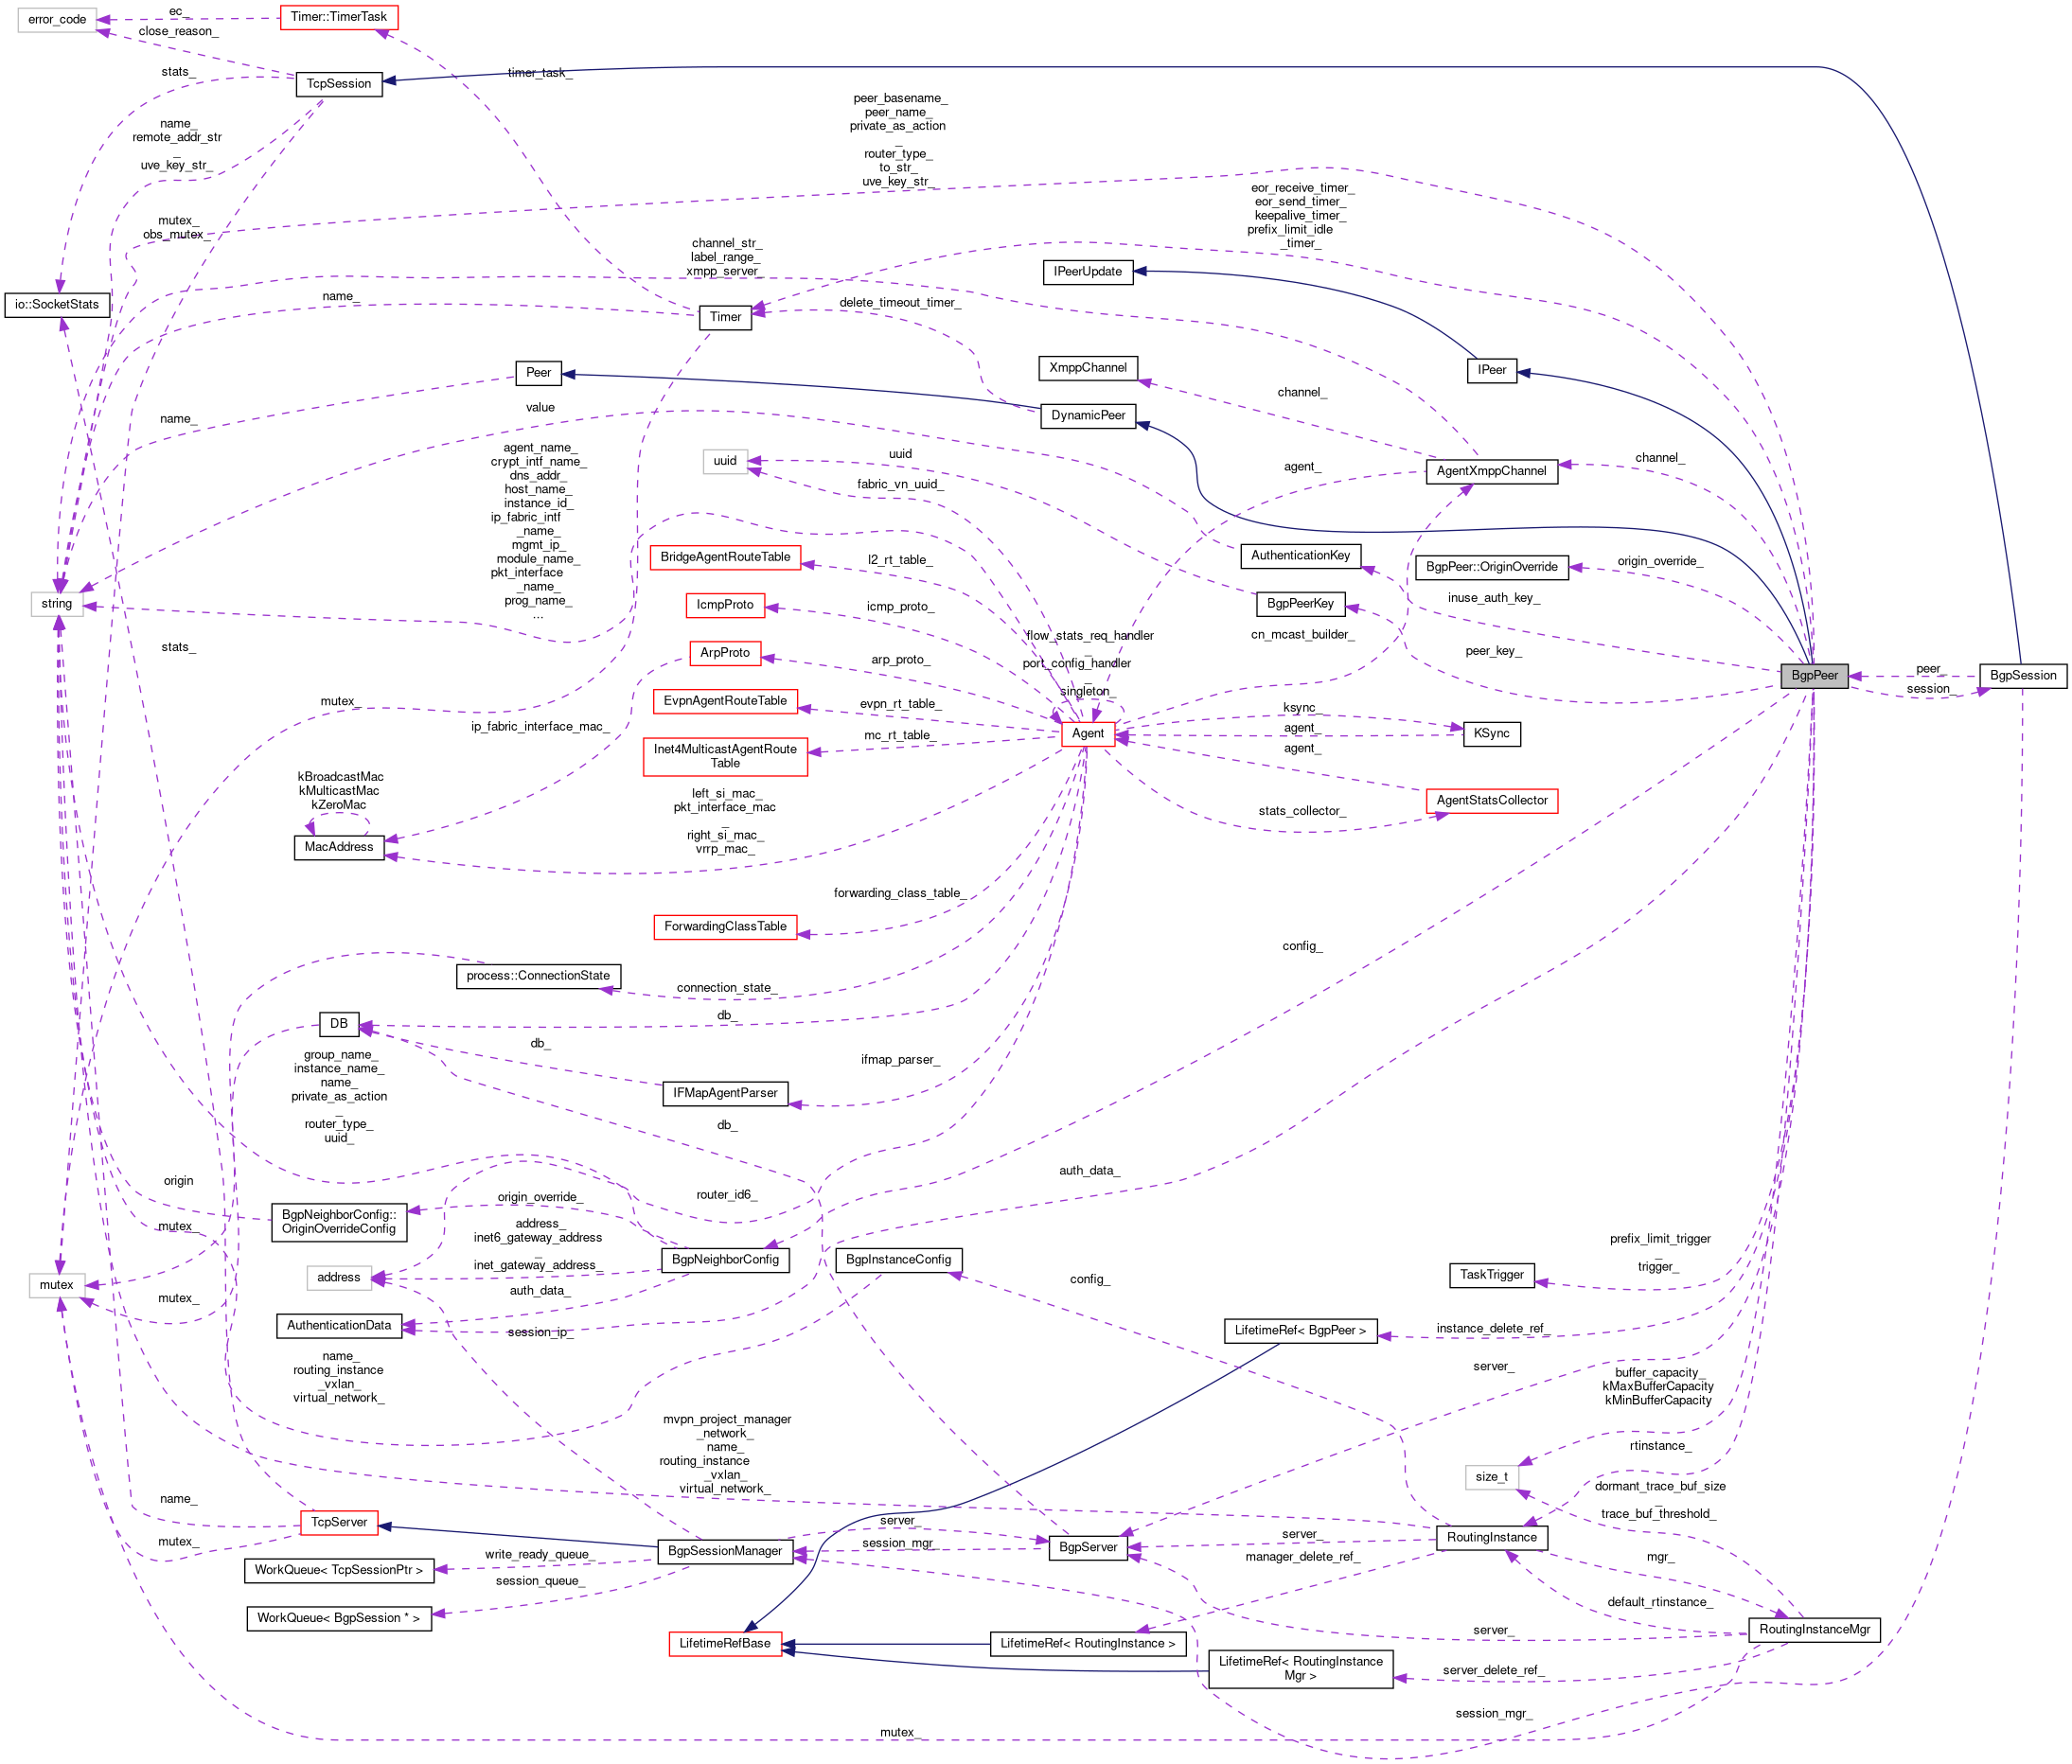 error_code
ec_
Timer::TimerTask
close_reason_
stats_
TcpSession
timer_task_
name_
remote_addr_str
_
uve_key_str_
peer_basename_
peer_name_
private_as_action
_
router_type_
to_str_
uve_key_str_
mutex_
obs_mutex_
channel_str_
label_range_
xmpp_server_
eor_receive_timer_
eor_send_timer_
keepalive_timer_
prefix_limit_idle
_timer_
io::SocketStats
name_
Timer
delete_timeout_timer_
IPeerUpdate
Peer
XmppChannel
IPeer
channel_
name_
value
DynamicPeer
agent_name_
crypt_intf_name_
dns_addr_
host_name_
instance_id_
ip_fabric_intf
_name_
mgmt_ip_
module_name_
pkt_interface
_name_
prog_name_
...
uuid
uuid
fabric_vn_uuid_
agent_
AgentXmppChannel
channel_
BridgeAgentRouteTable
l2_rt_table_
AuthenticationKey
BgpPeer::OriginOverride
origin_override_
string
IcmpProto
icmp_proto_
BgpPeerKey
inuse_auth_key_
stats_
ArpProto
arp_proto_
flow_stats_req_handler
_
port_config_handler
_
singleton_
cn_mcast_builder_
peer_key_
BgpPeer
peer_
session_
BgpSession
mutex_
EvpnAgentRouteTable
evpn_rt_table_
ip_fabric_interface_mac_
Inet4MulticastAgentRoute
Table
mc_rt_table_
Agent
ksync_
agent_
agent_
KSync
kBroadcastMac
kMulticastMac
kZeroMac
MacAddress
left_si_mac_
pkt_interface_mac
_
right_si_mac_
vrrp_mac_
stats_collector_
AgentStatsCollector
forwarding_class_table_
ForwardingClassTable
config_
process::ConnectionState
connection_state_
DB
db_
db_
ifmap_parser_
IFMapAgentParser
group_name_
instance_name_
name_
private_as_action
_
router_type_
uuid_
db_
auth_data_
origin
BgpNeighborConfig::
OriginOverrideConfig
origin_override_
router_id6_
mutex_
address_
inet6_gateway_address
_
inet_gateway_address_
BgpNeighborConfig
BgpInstanceConfig
prefix_limit_trigger
_
trigger_
TaskTrigger
mutex
address
config_
mutex_
auth_data_
AuthenticationData
session_ip_
LifetimeRef< BgpPeer >
instance_delete_ref_
name_
routing_instance
_vxlan_
virtual_network_
server_
buffer_capacity_
kMaxBufferCapacity
kMinBufferCapacity
mvpn_project_manager
_network_
name_
routing_instance
_vxlan_
virtual_network_
rtinstance_
size_t
dormant_trace_buf_size
_
trace_buf_threshold_
name_
TcpServer
mutex_
server_
session_mgr_
BgpSessionManager
BgpServer
server_
manager_delete_ref_
RoutingInstance
mgr_
write_ready_queue_
WorkQueue< TcpSessionPtr >
session_queue_
WorkQueue< BgpSession * >
default_rtinstance_
server_
RoutingInstanceMgr
LifetimeRefBase
LifetimeRef< RoutingInstance >
LifetimeRef< RoutingInstance
Mgr >
server_delete_ref_
session_mgr_
mutex_